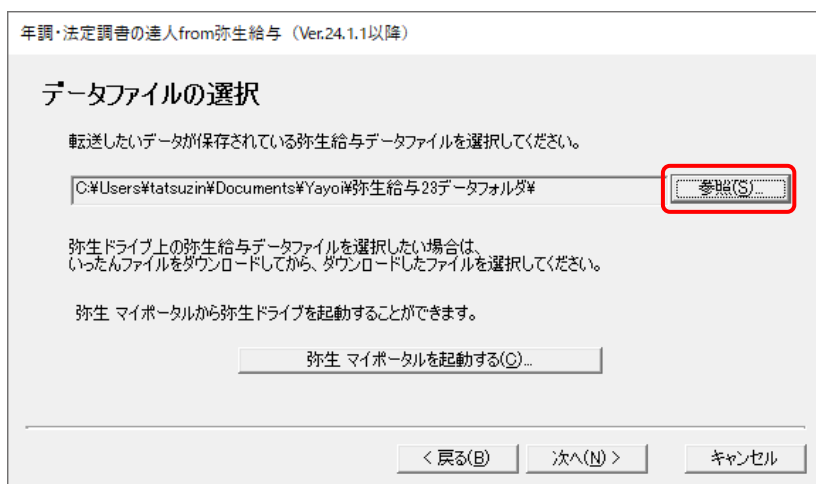 年調・法定調書の達人from弥生給与（Ver.24.1.1以降）
データファイルの選択
転送したいデータが保存されている弥生給与データファイルを選択してください。
C:¥Users¥tatsuzin¥Documents¥Yayoi¥弥生給与23データフォルダ¥
参照(S)...
弥生ドライブ上の弥生給与データファイルを選択したい場合は、
いったんファイルをダウンロードしてから、ダウンロードしたファイルを選択してください。
弥生 マイポータルから弥生ドライブを起動することができます。
弥生 マイポータルを起動する(C)...
< 戻る(B) 次へ(N) > キャンセル